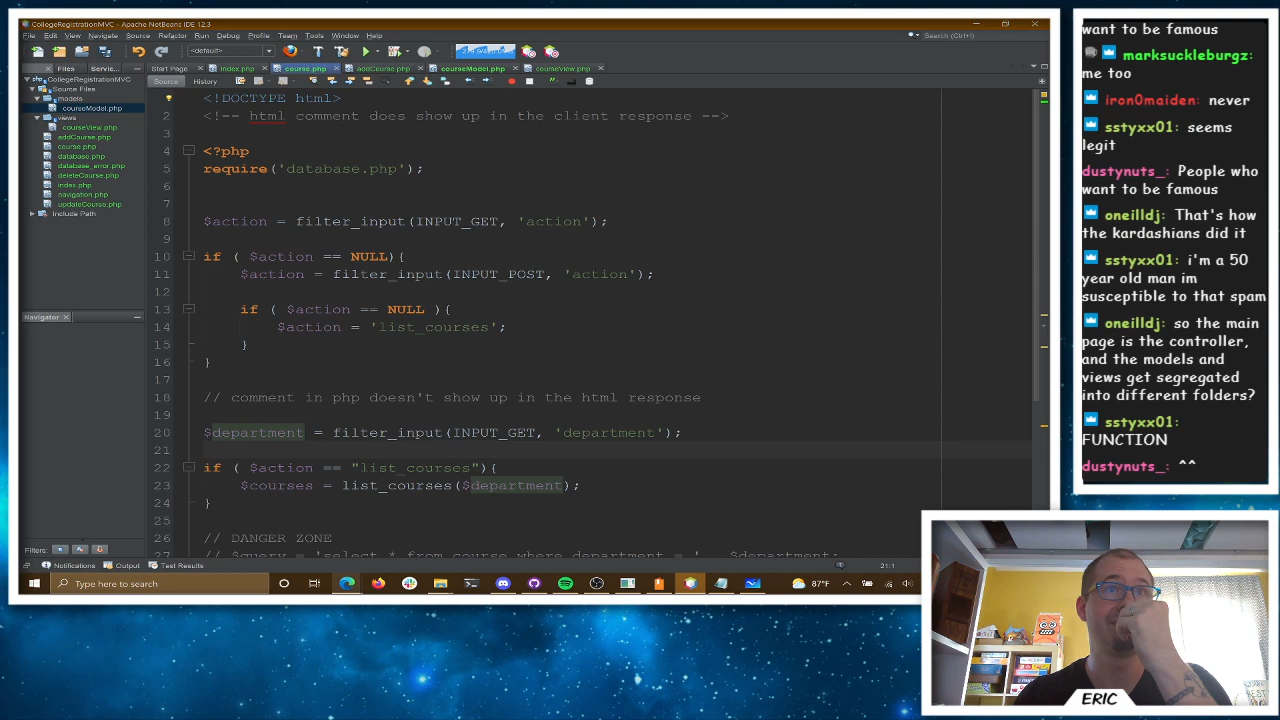 CollegeRegistrationMVC - Apache NetBeans IDE 12.3
File Edit View Navigate Source Refactor Run Debug Profile Team Tools Window Help
Search (Ctrl+I)
<default>
Files Servic...
Start Page index.php course.php addCourse.php courseModel.php courseView.php
Source History
CollegeRegistrationMVC
Source Files
models
courseModel.php
views
courseView.php
addCourse.php
course.php
database.php
database_error.php
deleteCourse.php
index.php
navigation.php
updateCourse.php
Include Path
Navigator
Filters:
<!DOCTYPE html>
2 <!-- html comment does show up in the client response -->
3
4 <?php
5 require('database.php');
6
7
8 $action = filter_input(INPUT_GET, 'action');
9
10 if ( $action == NULL){
11 $action = filter_input(INPUT_POST, 'action');
12
13 if ( $action == NULL ){
14 $action = 'list_courses';
15 }
16 }
17
18 // comment in php doesn't show up in the html response
19
20 $department = filter_input(INPUT_GET, 'department');
21
22 if ( $action == "list_courses"){
23 $courses = list_courses($department);
24 }
25
26 // DANGER ZONE
27 // $query = 'select * from course where department = ' . $department;
Notifications Output Test Results
21:1
Type here to search
87°F
want to be famous
marksuckleburgz:
me too
iron0maiden: never
sstyxx01: seems
legit
dustynuts_: People who
want to be famous
oneilldj: That's how
the kardashians did it
sstyxx01: i'm a 50
year old man im
susceptible to that spam
oneilldj: so the main
page is the controller,
and the models and
views get segregated
into different folders?
sstyxx01:
FUNCTION
dustynuts_: ^^
ERIC